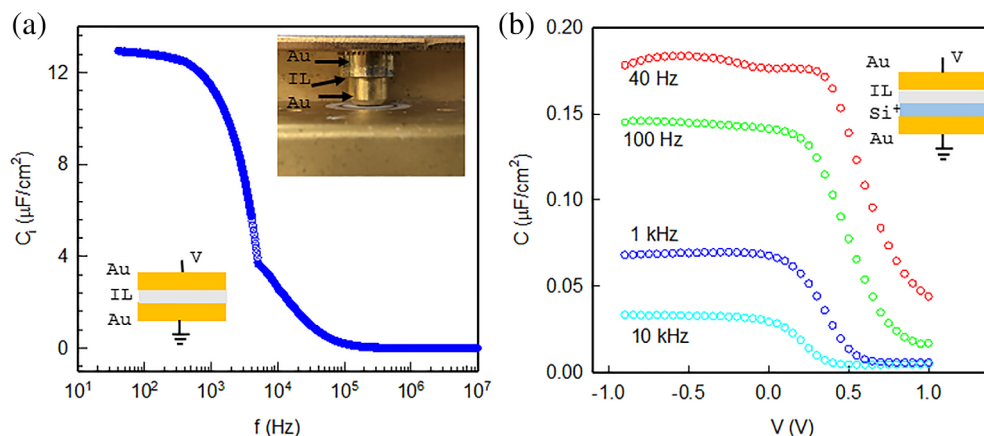 (a)
12
8
4
0
C₁ (μF/cm²)
10¹ 10² 10³ 10⁴ 10⁵ 10⁶ 10⁷
f (Hz)
Au
IL
Au
V
Au
IL
Au
(b)
0.20
0.15
0.10
0.05
0.00
C (μF/cm²)
-1.0 -0.5 0.0 0.5 1.0
V (V)
40 Hz
100 Hz
1 kHz
10 kHz
V
Au
IL
Si⁺
Au